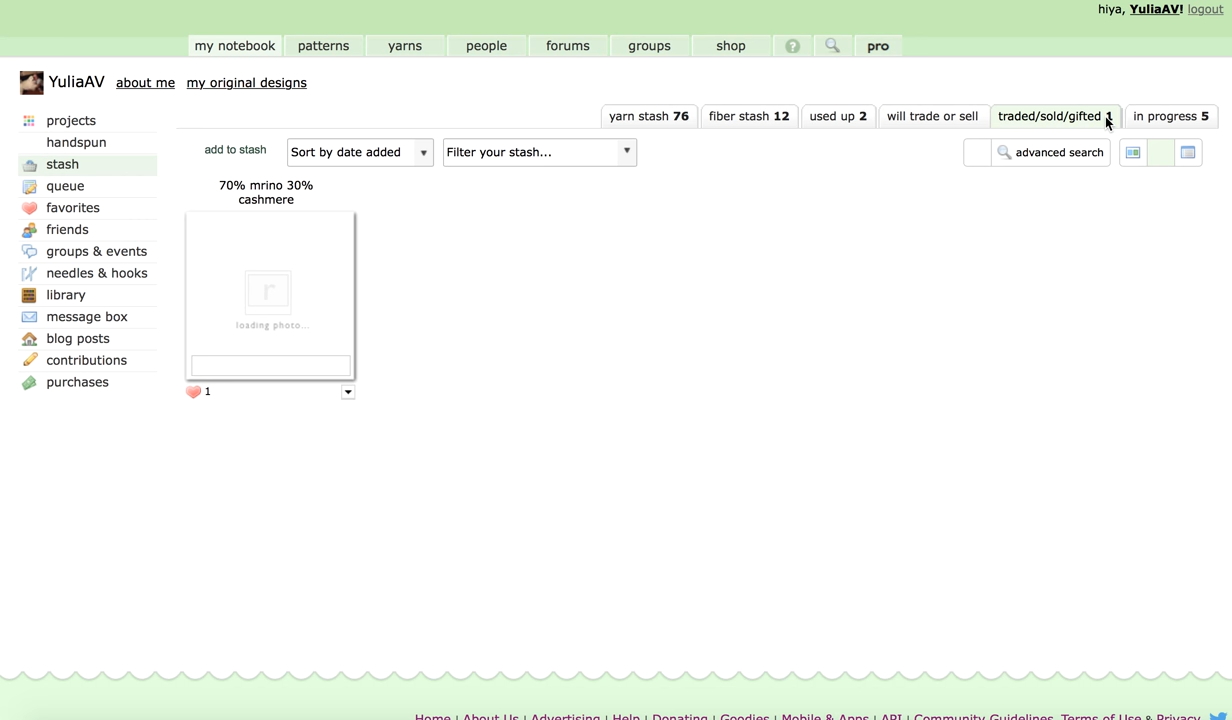 hiya, YuliaAV! logout
my notebook patterns yarns people forums groups shop pro
YuliaAV about me my original designs
yarn stash 76 fiber stash 12 used up 2 will trade or sell traded/sold/gifted 1 in progress 5
add to stash Sort by date added Filter your stash... advanced search
projects
handspun
stash
queue
favorites
friends
groups & events
needles & hooks
library
message box
blog posts
contributions
purchases
70% mrino 30%
cashmere
r
loading photo...
1
Home | About Us | Advertising | Help | Donating | Goodies | Mobile & Apps | API | Community Guidelines, Terms of Use & Privacy